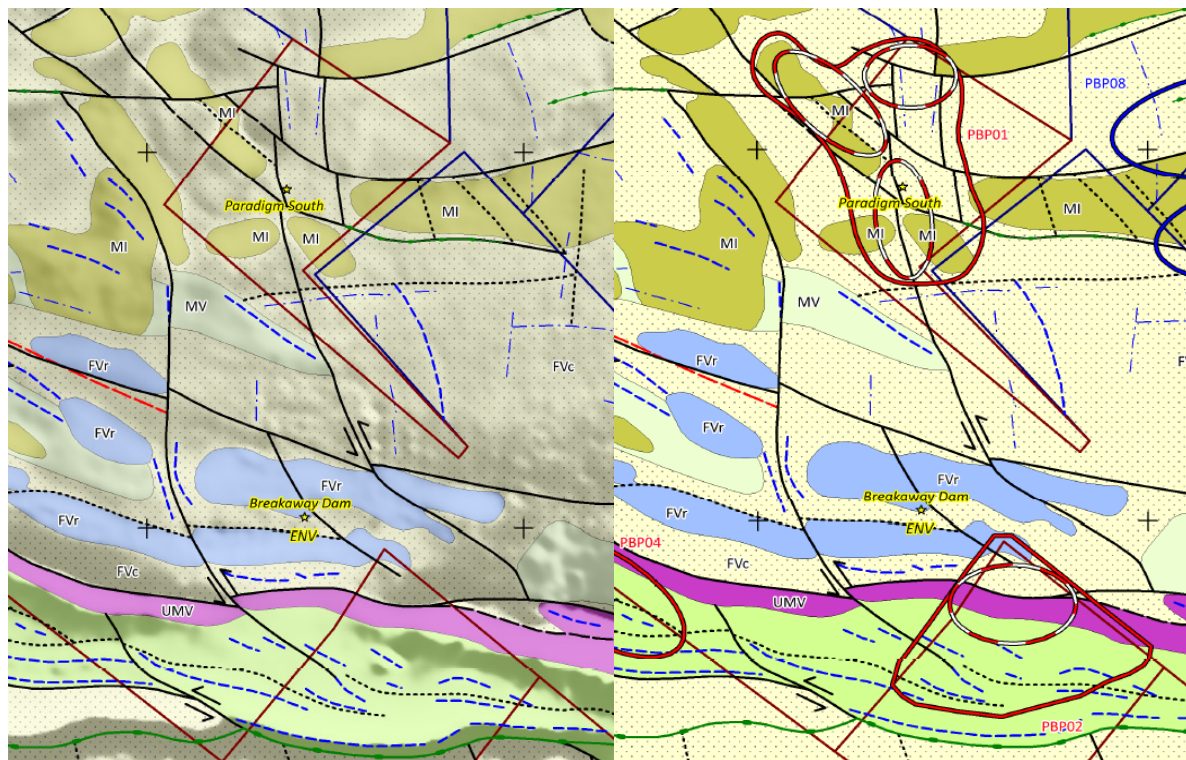 MI
Paradigm South
MI
MI
MI
MI
MV
FVr
FVc
FVr
FVr
Breakaway Dam
FVr
ENV
FVc
UMV
PBP08
PBP01
MI
Paradigm South
MI
MI
MI
MI
MV
FVr
FVr
FVr
Breakaway Dam
FVr
ENV
PBP04
FVc
UMV
PBP02